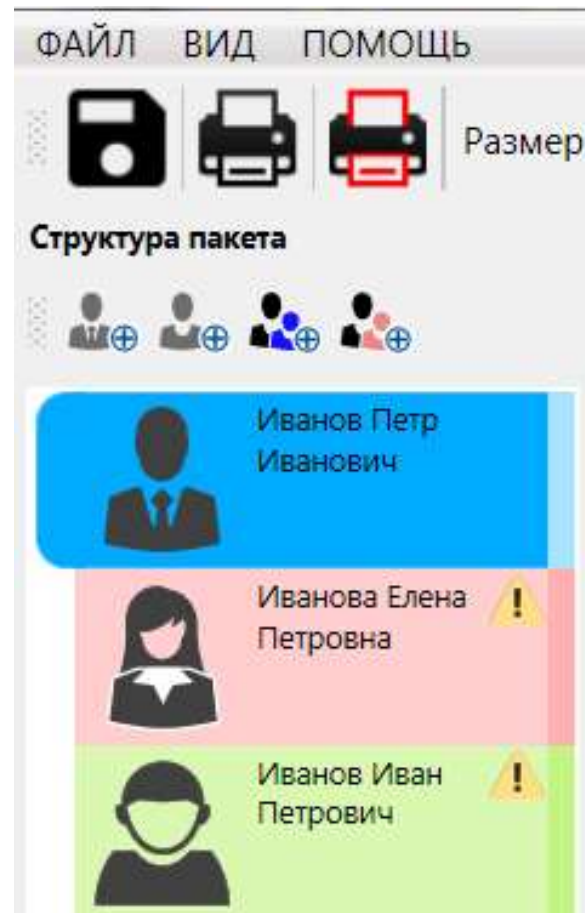 ФАЙЛ ВИД ПОМОЩЬ
Размер
Структура пакета
Иванов Петр
Иванович
Иванова Елена
Петровна
Иванов Иван
Петрович